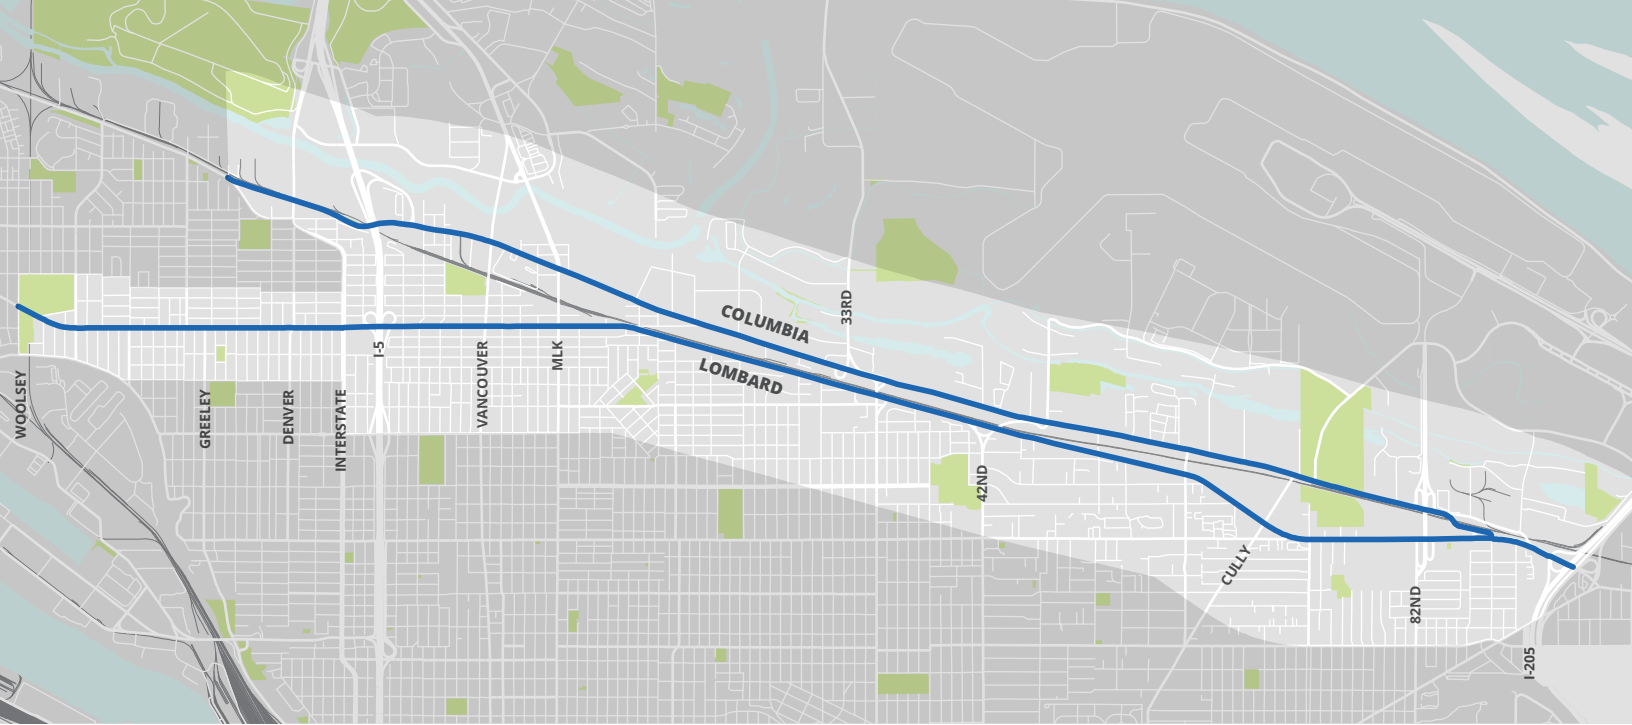 COLUMBIA
LOMBARD
33RD
I-5
VANCOUVER
MLK
WOOLSEY
GREELEY
DENVER
INTERSTATE
42ND
CULLY
82ND
I-205